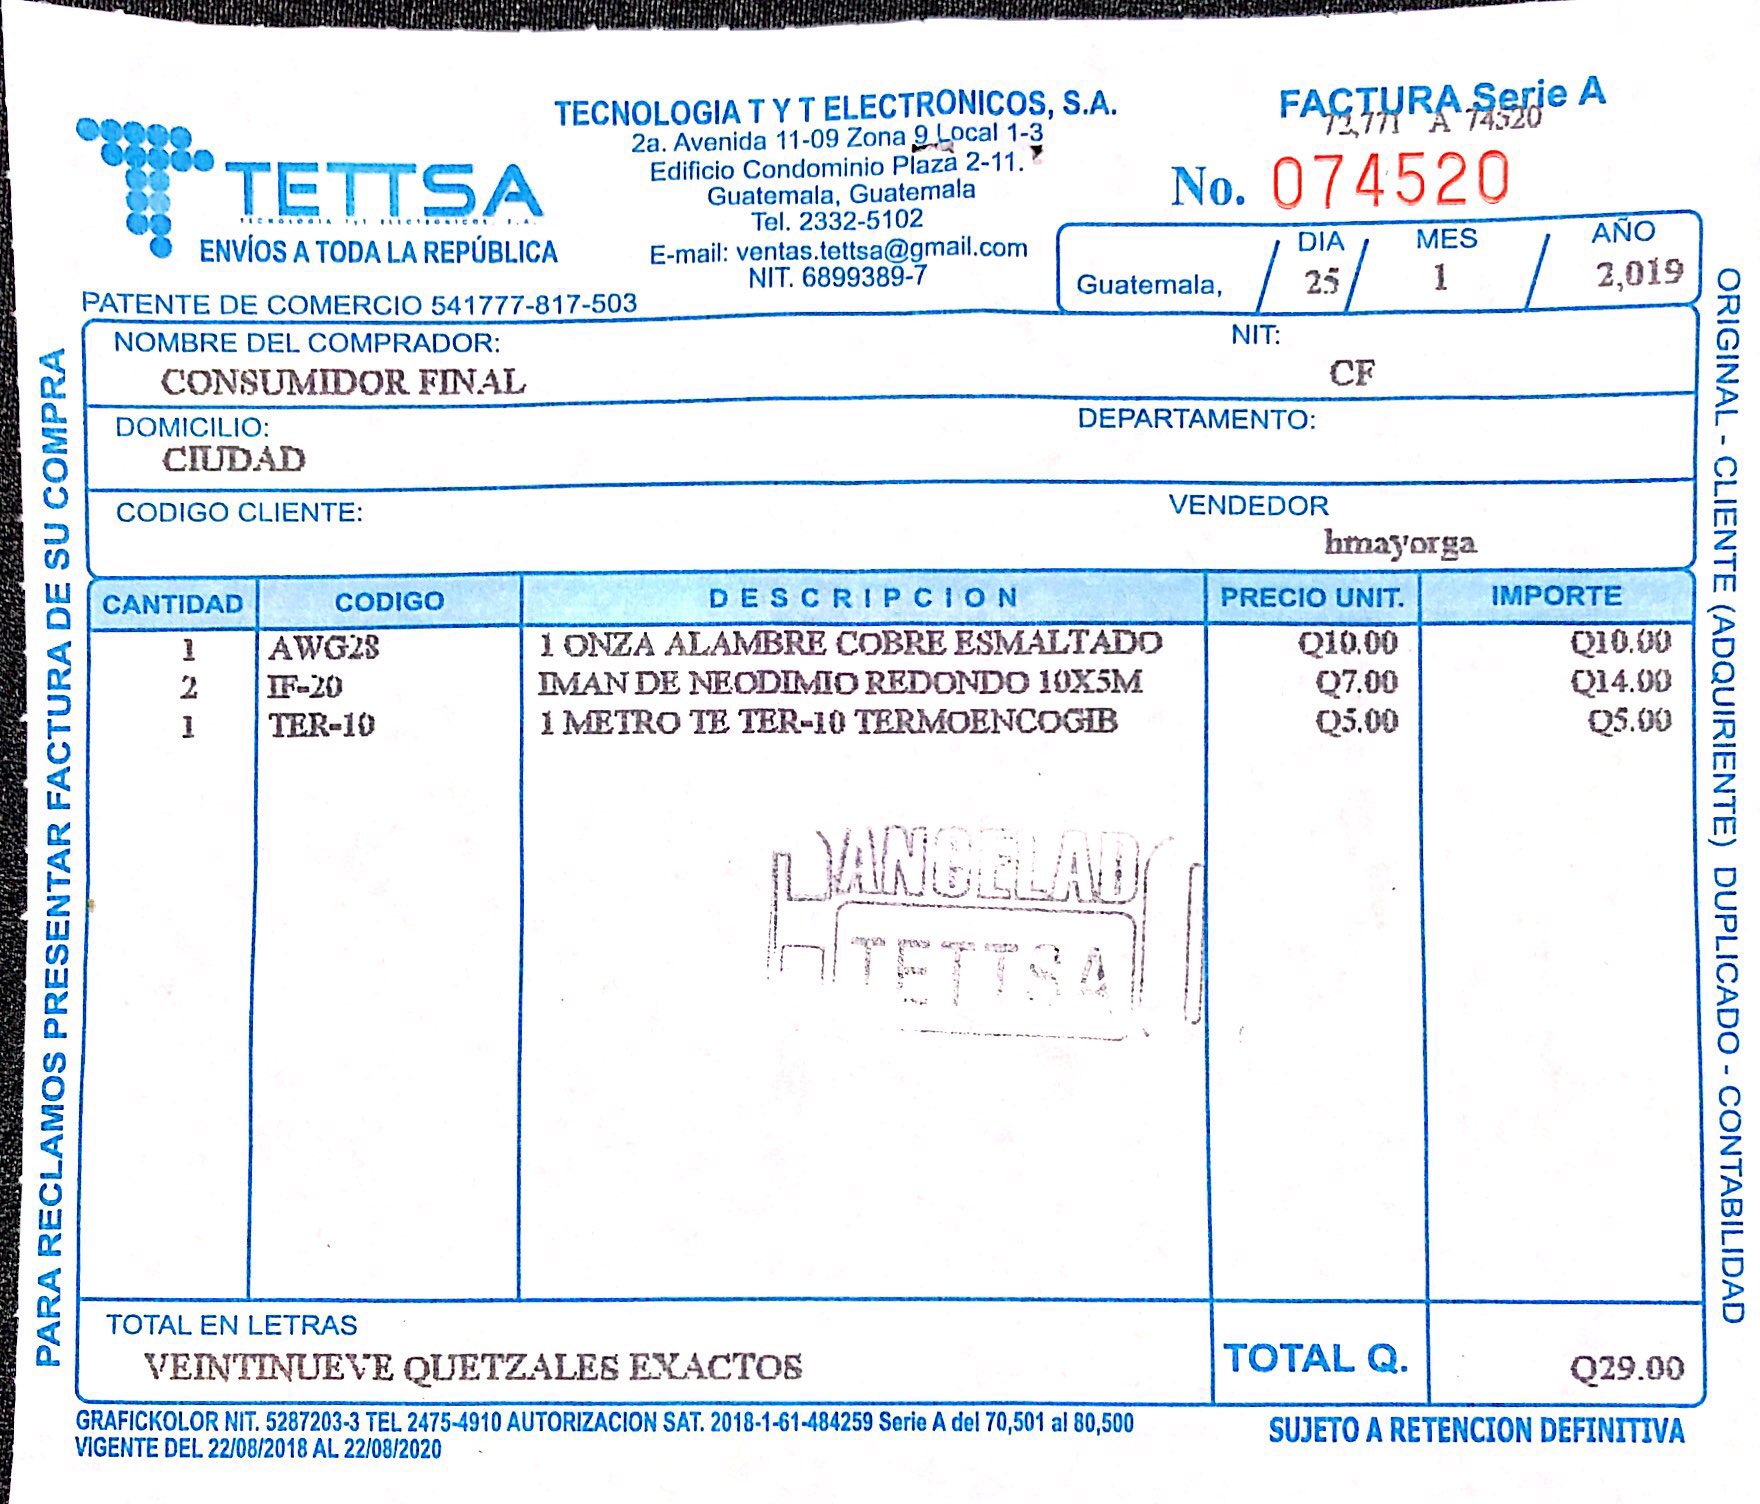 TECNOLOGIA T Y T ELECTRONICOS, S.A.
2a. Avenida 11-09 Zona 9 Local 1-3
Edificio Condominio Plaza 2-11.
Guatemala, Guatemala
Tel. 2332-5102
E-mail: ventas.tettsa@gmail.com
NIT. 6899389-7
TETTSA
TECNOLOGIA TYT ELECTRONICOS, S.A.
ENVÍOS A TODA LA REPÚBLICA
PATENTE DE COMERCIO 541777-817-503
FACTURA Serie A
72,771 A 74520
No. 074520
DIA MES AÑO
Guatemala, 25 1 2,019
NOMBRE DEL COMPRADOR: NIT:
CONSUMIDOR FINAL CF
DOMICILIO: DEPARTAMENTO:
CIUDAD
CODIGO CLIENTE: VENDEDOR
hmayorga
CANTIDAD CODIGO DESCRIPCION PRECIO UNIT. IMPORTE
1 AWG28 1 ONZA ALAMBRE COBRE ESMALTADO Q10.00 Q10.00
2 IF-20 IMAN DE NEODIMIO REDONDO 10X5M Q7.00 Q14.00
1 TER-10 1 METRO TE TER-10 TERMOENCOGIB Q5.00 Q5.00
CANCELADO
TETTSA
TOTAL EN LETRAS
VEINTINUEVE QUETZALES EXACTOS TOTAL Q. Q29.00
GRAFICKOLOR NIT. 5287203-3 TEL 2475-4910 AUTORIZACION SAT. 2018-1-61-484259 Serie A del 70,501 al 80,500
VIGENTE DEL 22/08/2018 AL 22/08/2020
SUJETO A RETENCION DEFINITIVA
PARA RECLAMOS PRESENTAR FACTURA DE SU COMPRA
ORIGINAL - CLIENTE (ADQUIRIENTE) DUPLICADO - CONTABILIDAD